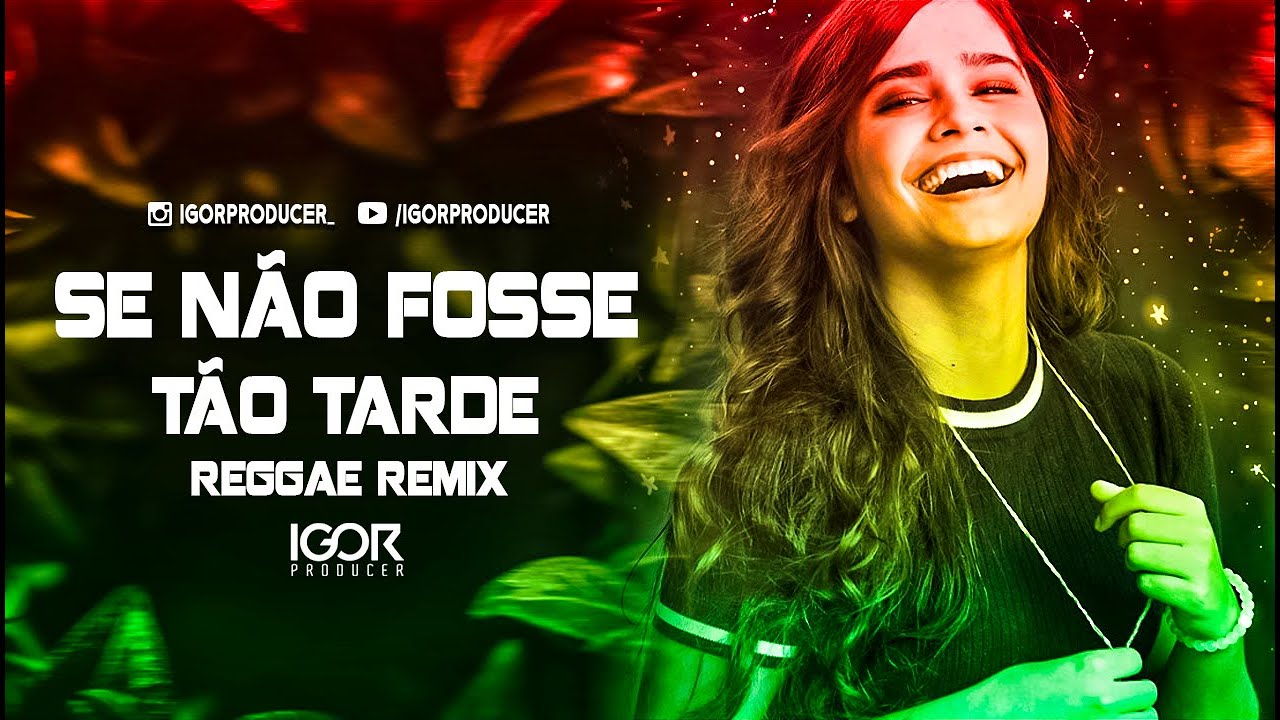 IGORPRODUCER_ /IGORPRODUCER
SE NÃO FOSSE
TÃO TARDE
REGGAE REMIX
IGOR
PRODUCER